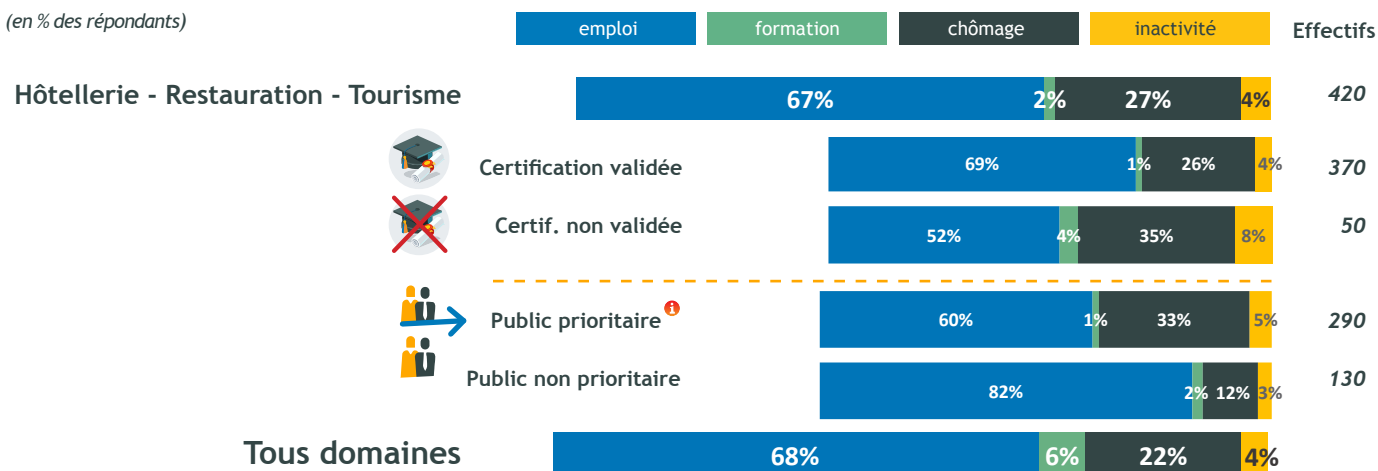 (en % des répondants)
emploi formation chômage inactivité Effectifs
Hôtellerie - Restauration - Tourisme 67% 2% 27% 4% 420
Certification validée 69% 1% 26% 4% 370
Certif. non validée 52% 4% 35% 8% 50
Public prioritaire i 60% 1% 33% 5% 290
Public non prioritaire 82% 2% 12% 3% 130
Tous domaines 68% 6% 22% 4%